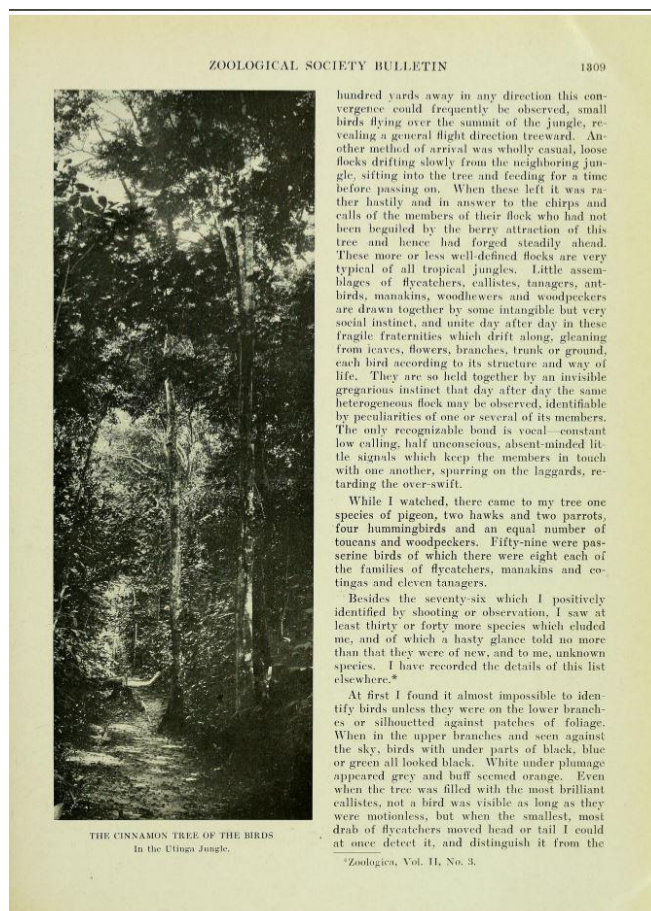 ZOOLOGICAL SOCIETY BULLETIN 1309
THE CINNAMON TREE OF THE BIRDS
In the Utinga Jungle.
hundred yards away in any direction this con-
vergence could frequently be observed, small
birds flying over the summit of the jungle, re-
vealing a general flight direction treeward. An-
other method of arrival was wholly casual, loose
flocks drifting slowly from the neighboring jun-
gle, sifting into the tree and feeding for a time
before passing on. When these left it was ra-
ther hastily and in answer to the chirps and
calls of the members of their flock who had not
been beguiled by the berry attraction of this
tree and hence had forged steadily ahead.
These more or less well-defined flocks are very
typical of all tropical jungles. Little assem-
blages of flycatchers, callistes, tanagers, ant-
birds, manakins, woodhewers and woodpeckers
are drawn together by some intangible but very
social instinct, and unite day after day in these
fragile fraternities which drift along, gleaning
from leaves, flowers, branches, trunk or ground,
each bird according to its structure and way of
life. They are so held together by an invisible
gregarious instinct that day after day the same
heterogeneous flock may be observed, identifiable
by peculiarities of one or several of its members.
The only recognizable bond is vocal—constant
low calling, half unconscious, absent-minded lit-
tle signals which keep the members in touch
with one another, spurring on the laggards, re-
tarding the over-swift.
While I watched, there came to my tree one
species of pigeon, two hawks and two parrots,
four hummingbirds and an equal number of
toucans and woodpeckers. Fifty-nine were pas-
serine birds of which there were eight each of
the families of flycatchers, manakins and co-
tingas and eleven tanagers.
Besides the seventy-six which I positively
identified by shooting or observation, I saw at
least thirty or forty more species which eluded
me, and of which a hasty glance told no more
than that they were of new, and to me, unknown
species. I have recorded the details of this list
elsewhere.*
At first I found it almost impossible to iden-
tify birds unless they were on the lower branch-
es or silhouetted against patches of foliage.
When in the upper branches and seen against
the sky, birds with under parts of black, blue
or green all looked black. White under plumage
appeared grey and buff seemed orange. Even
when the tree was filled with the most brilliant
callistes, not a bird was visible as long as they
were motionless, but when the smallest, most
drab of flycatchers moved head or tail I could
at once detect it, and distinguish it from the
*Zoologica, Vol. II, No. 3.